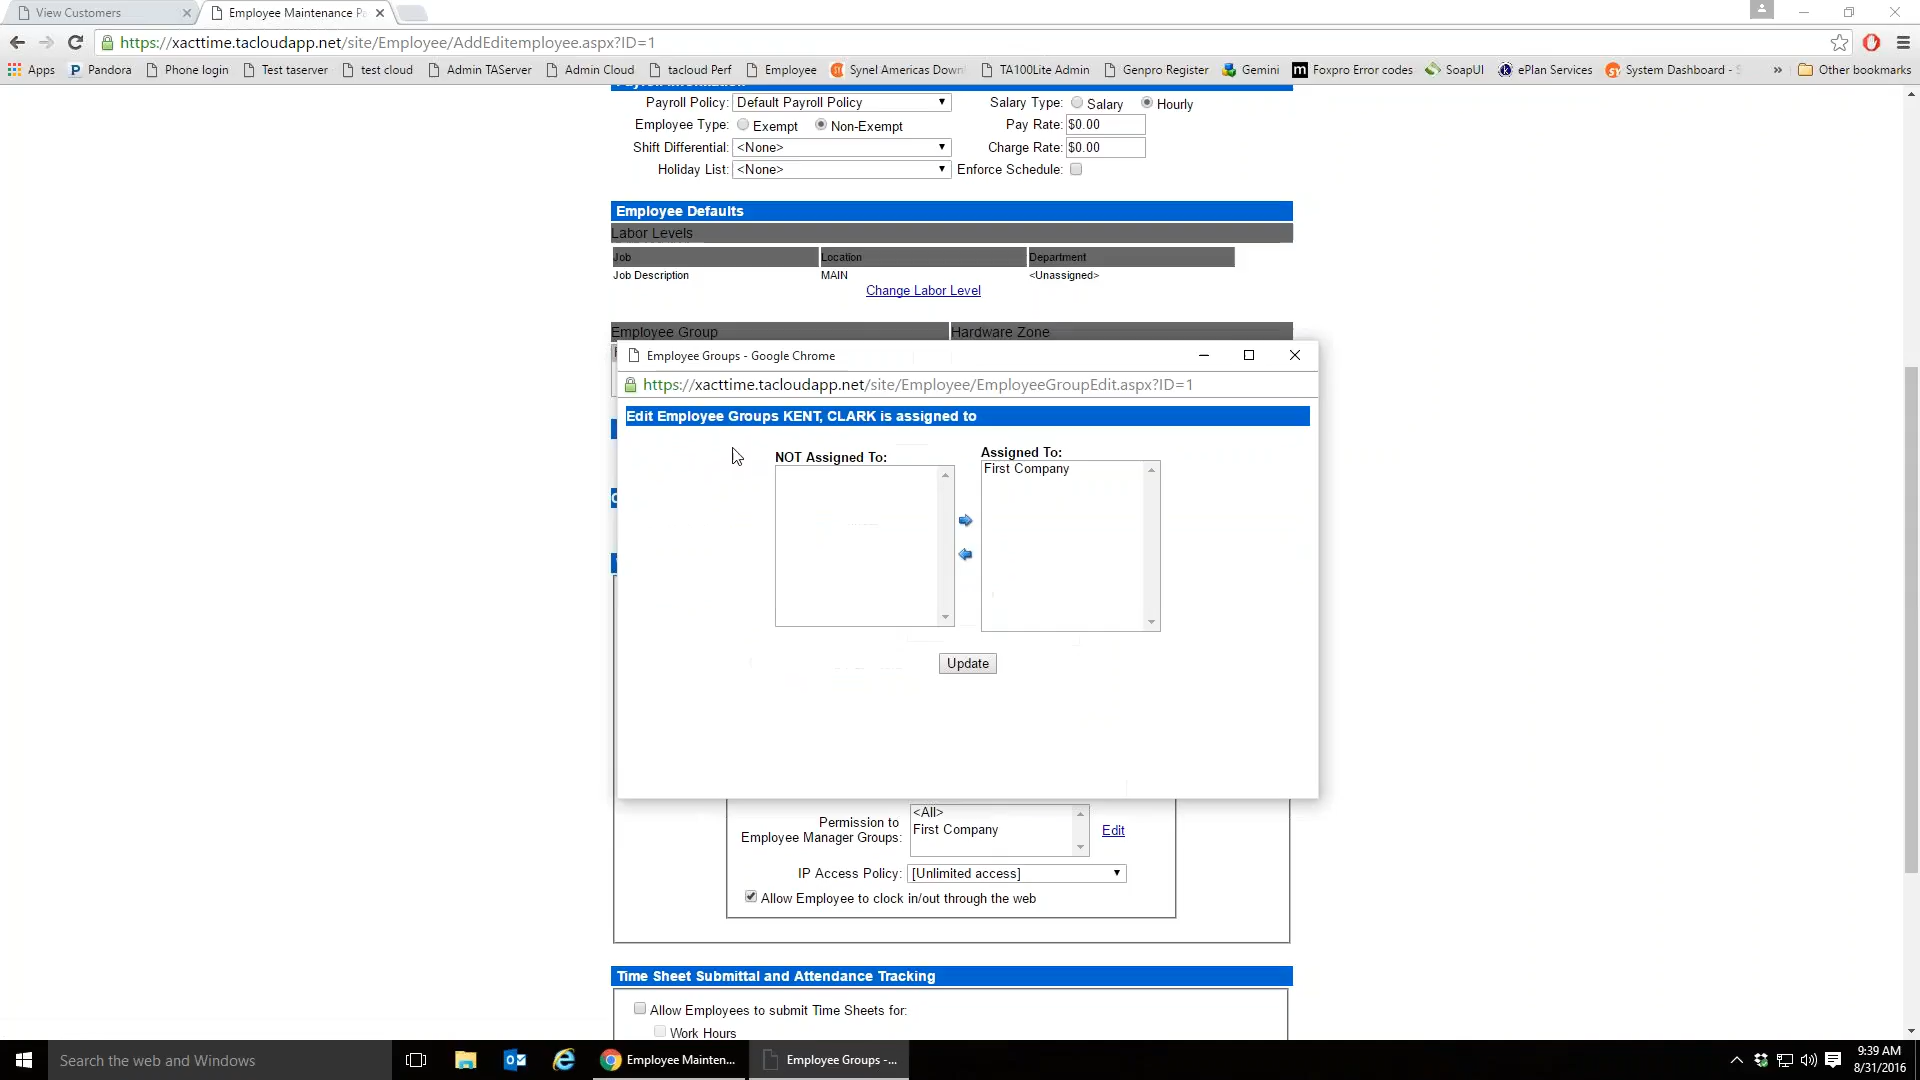 View Customers
Employee Maintenance Pa
https://xacttime.tacloudapp.net/site/Employee/AddEditemployee.aspx?ID=1
Apps Pandora Phone login Test taserver test cloud Admin TAServer Admin Cloud tacloud Perf Employee Synel Americas Down TA100Lite Admin Genpro Register Gemini Foxpro Error codes SoapUI ePlan Services System Dashboard - S » Other bookmarks
Payroll Policy: Default Payroll Policy Salary Type: Salary Hourly
Employee Type: Exempt Non-Exempt Pay Rate: $0.00
Shift Differential: <None> Charge Rate: $0.00
Holiday List: <None> Enforce Schedule:
Employee Defaults
Labor Levels
Job Location Department
Job Description MAIN <Unassigned>
Change Labor Level
Employee Group Hardware Zone
Employee Groups - Google Chrome
https://xacttime.tacloudapp.net/site/Employee/EmployeeGroupEdit.aspx?ID=1
Edit Employee Groups KENT, CLARK is assigned to
NOT Assigned To:
Assigned To:
First Company
Update
Permission to
Employee Manager Groups:
<All>
First Company
Edit
IP Access Policy: [Unlimited access]
Allow Employee to clock in/out through the web
Time Sheet Submittal and Attendance Tracking
Allow Employees to submit Time Sheets for:
Work Hours
Search the web and Windows
Employee Mainten...
Employee Groups -...
9:39 AM
8/31/2016